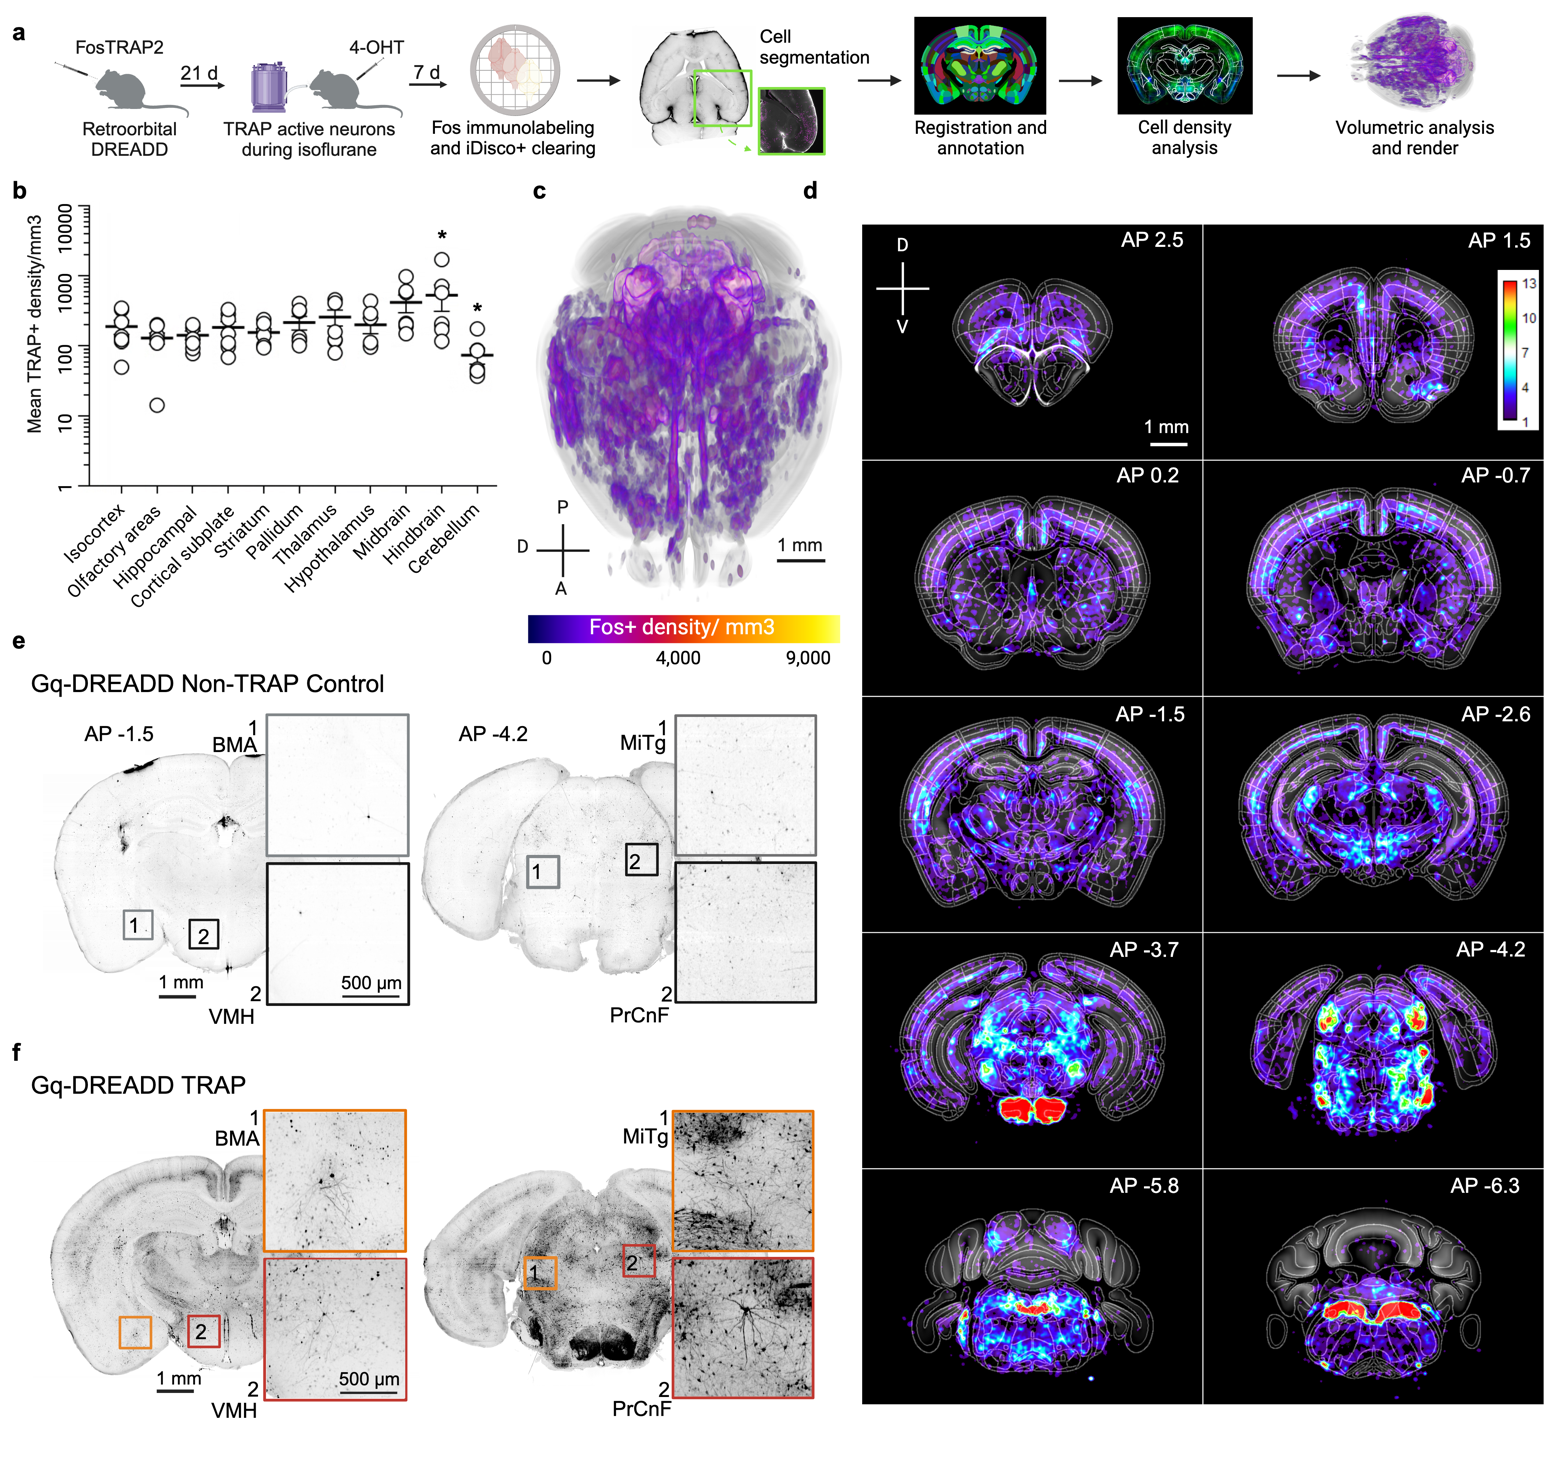 a
FosTRAP2
21 d
4-OHT
7 d
Cell
segmentation
Retroorbital
DREADD
TRAP active neurons
during isoflurane
Fos immunolabeling
and iDisco+ clearing
Registration and
annotation
Cell density
analysis
Volumetric analysis
and render
b
Mean TRAP+ density/mm3
10000
1000
100
10
1
*
*
Isocortex
Olfactory areas
Hippocampal
Cortical subplate
Striatum
Pallidum
Thalamus
Hypothalamus
Midbrain
Hindbrain
Cerebellum
c
P
D
A
1 mm
Fos+ density/ mm3
0
4,000
9,000
d
D
V
AP 2.5
1 mm
AP 1.5
13
10
7
4
1
AP 0.2
AP -0.7
AP -1.5
AP -2.6
AP -3.7
AP -4.2
AP -5.8
AP -6.3
e
Gq-DREADD Non-TRAP Control
AP -1.5
1
BMA
1
2
1 mm
500 µm
2
VMH
AP -4.2
1
MiTg
1
2
2
PrCnF
f
Gq-DREADD TRAP
1
BMA
2
1 mm
500 µm
2
VMH
1
MiTg
1
2
2
PrCnF